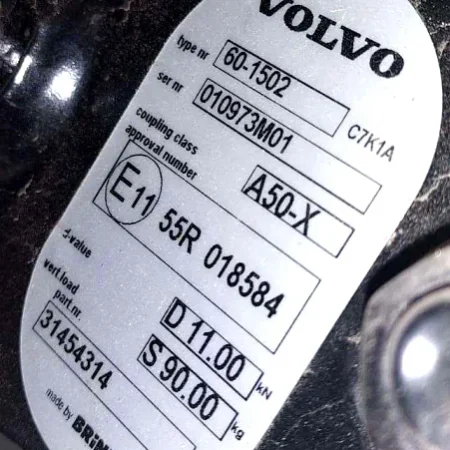 VOLVO
type nr 60-1502
ser nr 010973M01 C7K1A
coupling class A50-X
approval number
E11 55R 018584
d-value D 11.00 kN
vert.load S 90.00 kg
part nr.
31454314
made by